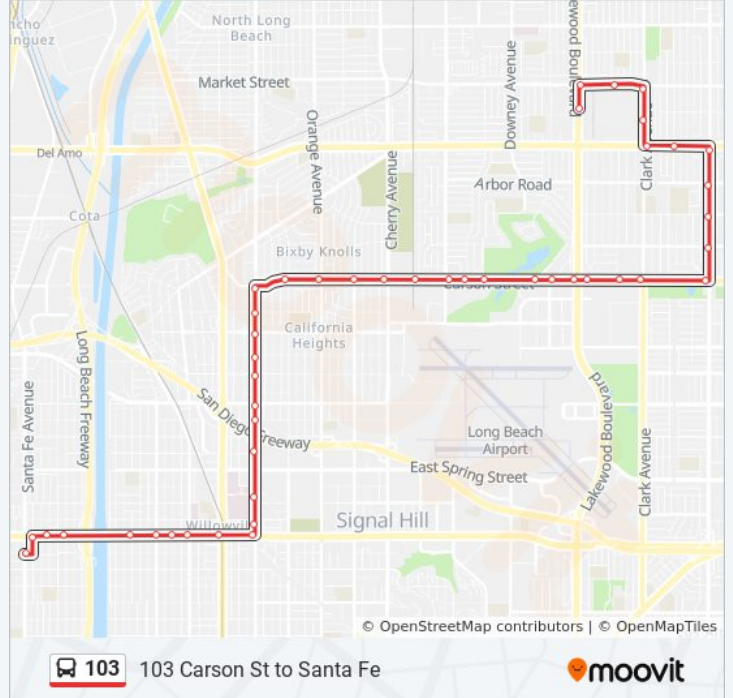 ncho
inguez
North Long
Beach
ewood Boulevard
Market Street
Downey Avenue
Orange Avenue
Del Amo
Cherry Avenue
Clark
Arbor Road
Cota
Bixby Knolls
Carson Street
California
Heights
Long Beach Freeway
Santa Fe Avenue
San Diego Freeway
Lakewood Boulevard
Long Beach
Airport
Clark Avenue
East Spring Street
Signal Hill
Willowvil
© OpenStreetMap contributors | © OpenMapTiles
103 103 Carson St to Santa Fe moovit